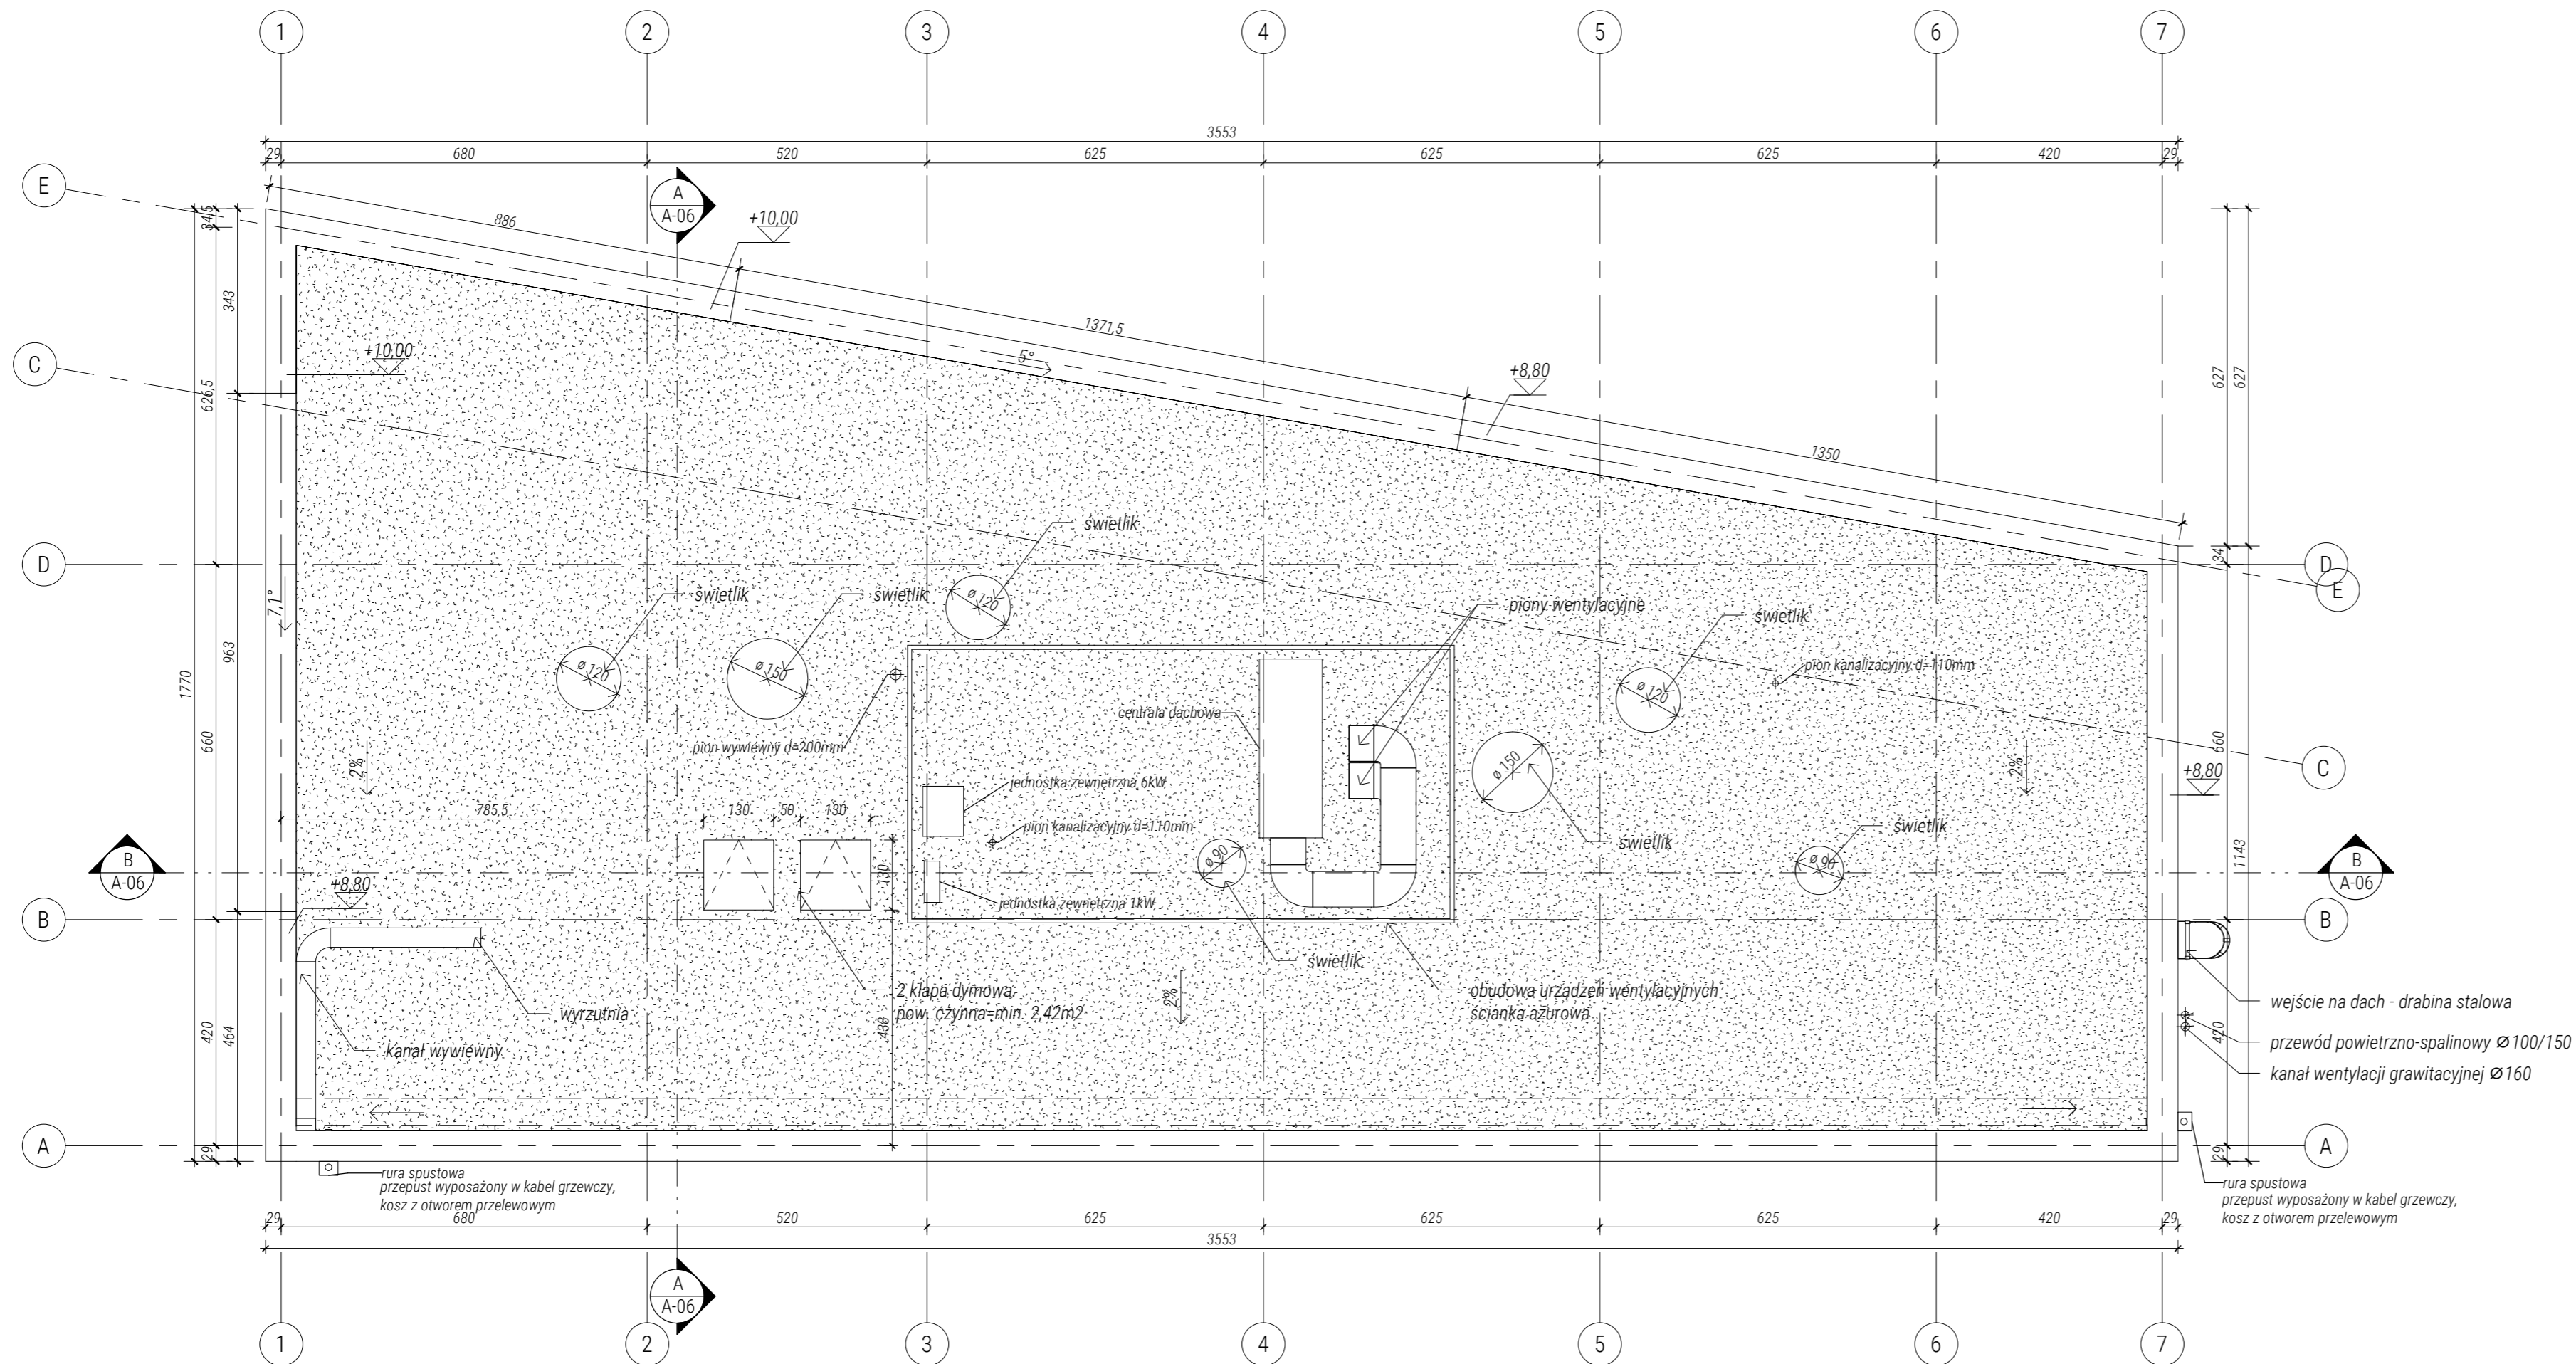 1
2
3
4
5
6
7
3553
29
680
520
625
625
625
420
29
E
A
A-06
+10,00
886
34,5
343
1371,5
5°
+10,00
C
+8,80
627
627
626,5
1350
D
świetlik
34
D
E
7,1°
świetlik
świetlik
ø 120
piony wentylacyjne
świetlik
963
1770
ø 120
ø 150
pion kanalizacyjny d=110mm
ø 120
centrala dachowa
660
pion wywiewny d=200mm
660
ø 150
C
2%
2%
+8,80
jednostka zewnętrzna 6kW
785,5
130
50
130
pion kanalizacyjny d=110mm
świetlik
świetlik
1143
B
A-06
ø 90
ø 90
130
B
A-06
+8,80
jednostka zewnętrzna 1kW
B
B
świetlik
2 klapa dymowa
pow. czynna=min. 2,42m2
2%
obudowa urządzeń wentylacyjnych
ścianka ażurowa
wejście na dach - drabina stalowa
wyrzutnia
420
464
430
420
przewód powietrzno-spalinowy Ø100/150
kanał wywiewny
kanał wentylacji grawitacyjnej Ø160
A
A
29
29
rura spustowa
przepust wyposażony w kabel grzewczy,
kosz z otworem przelewowym
rura spustowa
przepust wyposażony w kabel grzewczy,
kosz z otworem przelewowym
29
680
520
625
625
625
420
29
3553
A
A-06
1
2
3
4
5
6
7